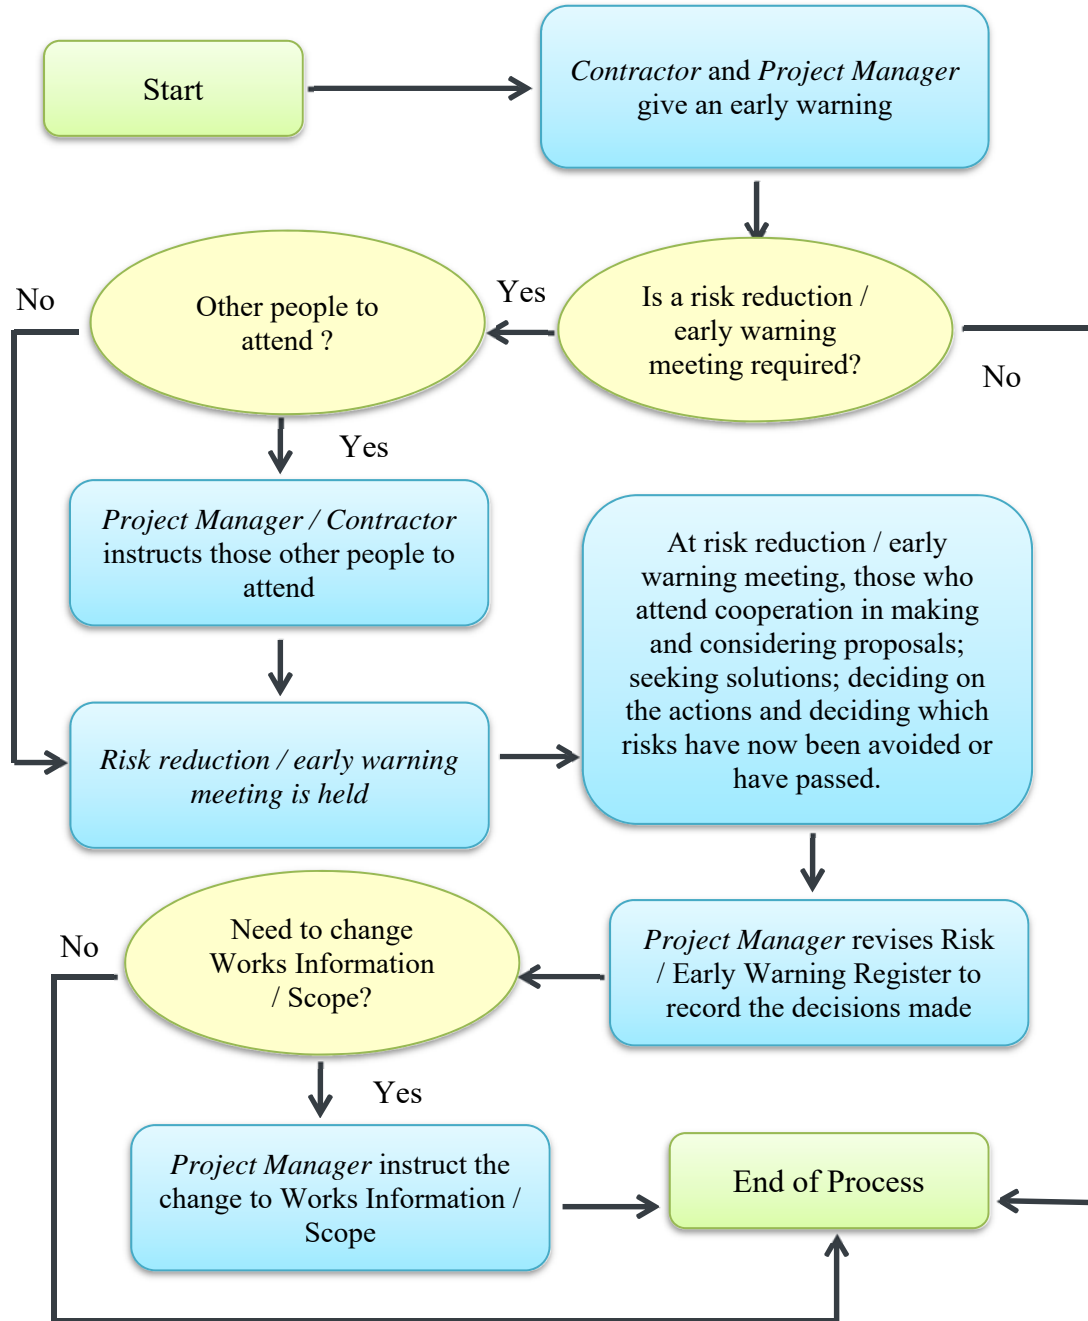 Start
Contractor and Project Manager
give an early warning
No
Other people to
attend ?
Yes
Is a risk reduction /
early warning
meeting required?
No
Yes
Project Manager / Contractor
instructs those other people to
attend
At risk reduction / early
warning meeting, those who
attend cooperation in making
and considering proposals;
seeking solutions; deciding on
the actions and deciding which
risks have now been avoided or
have passed.
Risk reduction / early warning
meeting is held
No
Need to change
Works Information
/ Scope?
Project Manager revises Risk
/ Early Warning Register to
record the decisions made
Yes
Project Manager instruct the
change to Works Information /
Scope
End of Process